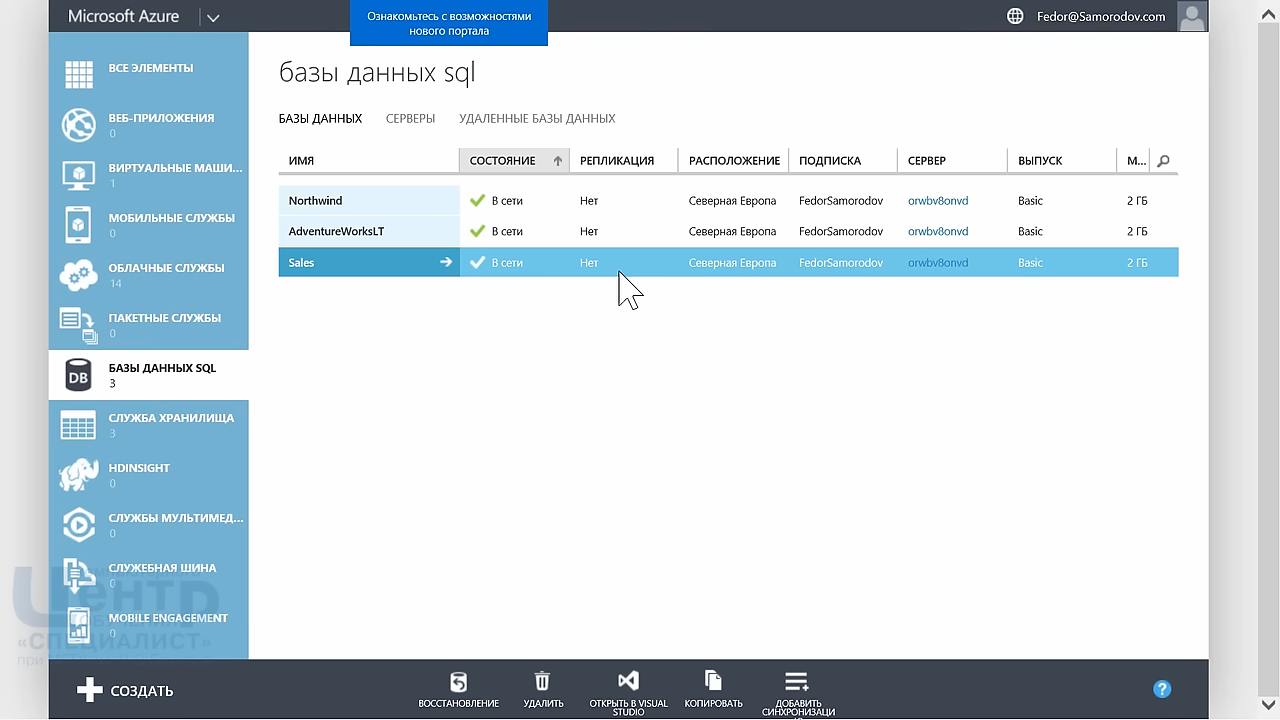 Microsoft Azure
Ознакомьтесь с возможностями
нового портала
Fedor@Samorodov.com
ВСЕ ЭЛЕМЕНТЫ
ВЕБ-ПРИЛОЖЕНИЯ
0
ВИРТУАЛЬНЫЕ МАШИ...
1
МОБИЛЬНЫЕ СЛУЖБЫ
0
ОБЛАЧНЫЕ СЛУЖБЫ
14
ПАКЕТНЫЕ СЛУЖБЫ
0
DB
БАЗЫ ДАННЫХ SQL
3
СЛУЖБА ХРАНИЛИЩА
3
HDINSIGHT
0
СЛУЖБЫ МУЛЬТИМЕД...
0
СЛУЖЕБНАЯ ШИНА
0
MOBILE ENGAGEMENT
0
базы данных sql
БАЗЫ ДАННЫХ СЕРВЕРЫ УДАЛЕННЫЕ БАЗЫ ДАННЫХ
ИМЯ СОСТОЯНИЕ РЕПЛИКАЦИЯ РАСПОЛОЖЕНИЕ ПОДПИСКА СЕРВЕР ВЫПУСК М...
Northwind В сети Нет Северная Европа FedorSamorodov orwbv8onvd Basic 2 ГБ
AdventureWorksLT В сети Нет Северная Европа FedorSamorodov orwbv8onvd Basic 2 ГБ
Sales В сети Нет Северная Европа FedorSamorodov orwbv8onvd Basic 2 ГБ
Центр
«СПЕЦИАЛИСТ»
при
СОЗДАТЬ
ВОССТАНОВЛЕНИЕ
УДАЛИТЬ
ОТКРЫТЬ В VISUAL
STUDIO
КОПИРОВАТЬ
ДОБАВИТЬ
СИНХРОНИЗАЦИ
?